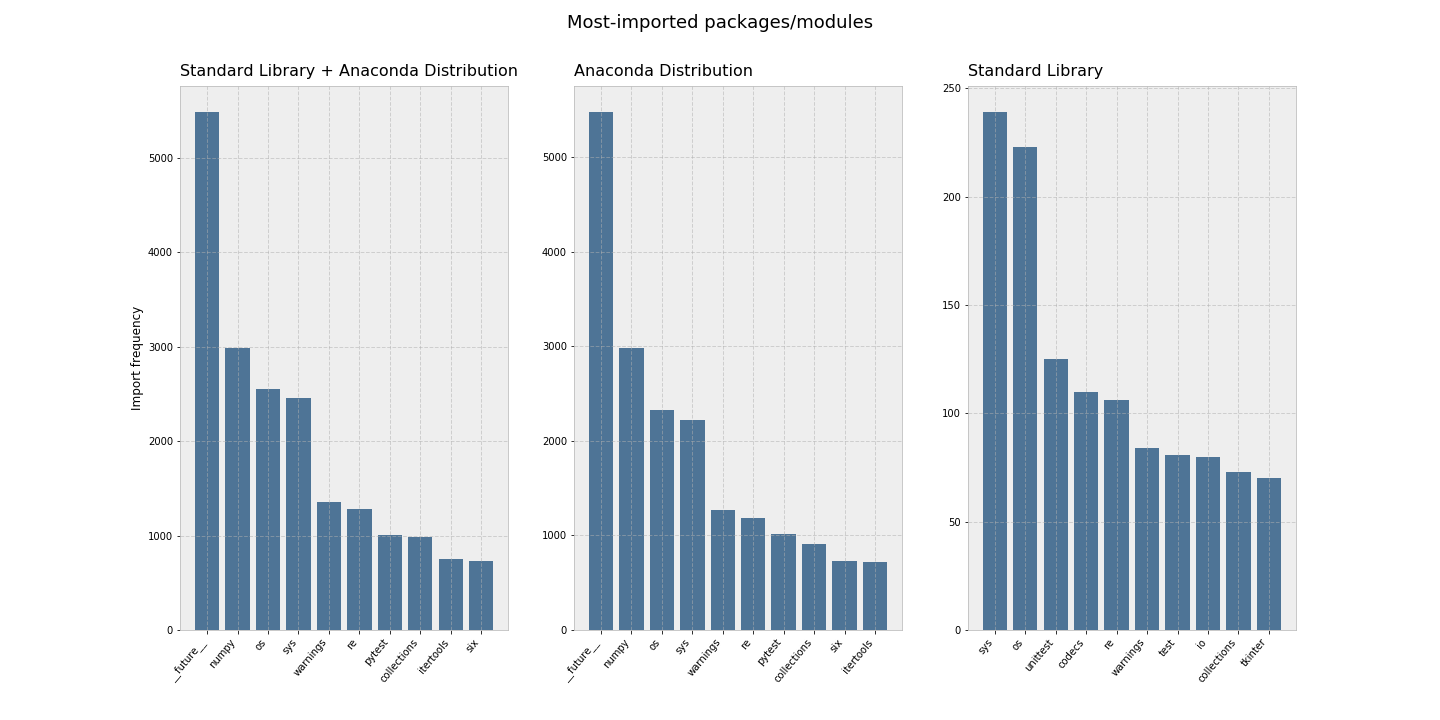 Most-imported packages/modules
Standard Library + Anaconda Distribution
Import frequency
5000
4000
3000
2000
1000
0
__future__
numpy
os
sys
warnings
re
pytest
collections
itertools
six
Anaconda Distribution
5000
4000
3000
2000
1000
0
__future__
numpy
os
sys
warnings
re
pytest
collections
six
itertools
Standard Library
250
200
150
100
50
0
sys
os
unittest
codecs
re
warnings
test
io
collections
tkinter